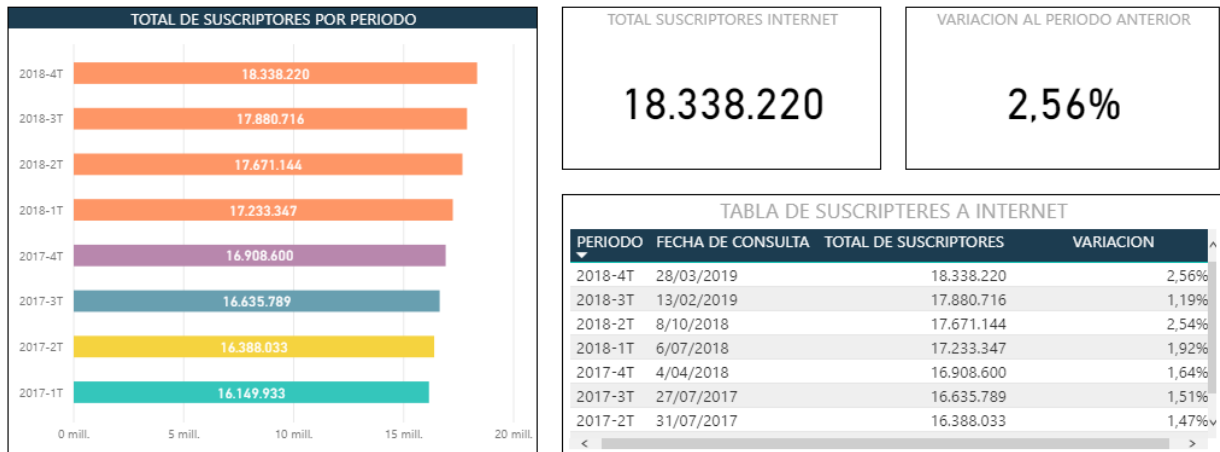 TOTAL DE SUSCRIPTORES POR PERIODO
2018-4T 18.338.220
2018-3T 17.880.716
2018-2T 17.671.144
2018-1T 17.233.347
2017-4T 16.908.600
2017-3T 16.635.789
2017-2T 16.388.033
2017-1T 16.149.933
0 mill. 5 mill. 10 mill. 15 mill. 20 mill.
TOTAL SUSCRIPTORES INTERNET
18.338.220
VARIACION AL PERIODO ANTERIOR
2,56%
TABLA DE SUSCRIPTERES A INTERNET
PERIODO FECHA DE CONSULTA TOTAL DE SUSCRIPTORES VARIACION
2018-4T 28/03/2019 18.338.220 2,56%
2018-3T 13/02/2019 17.880.716 1,19%
2018-2T 8/10/2018 17.671.144 2,54%
2018-1T 6/07/2018 17.233.347 1,92%
2017-4T 4/04/2018 16.908.600 1,64%
2017-3T 27/07/2017 16.635.789 1,51%
2017-2T 31/07/2017 16.388.033 1,47%